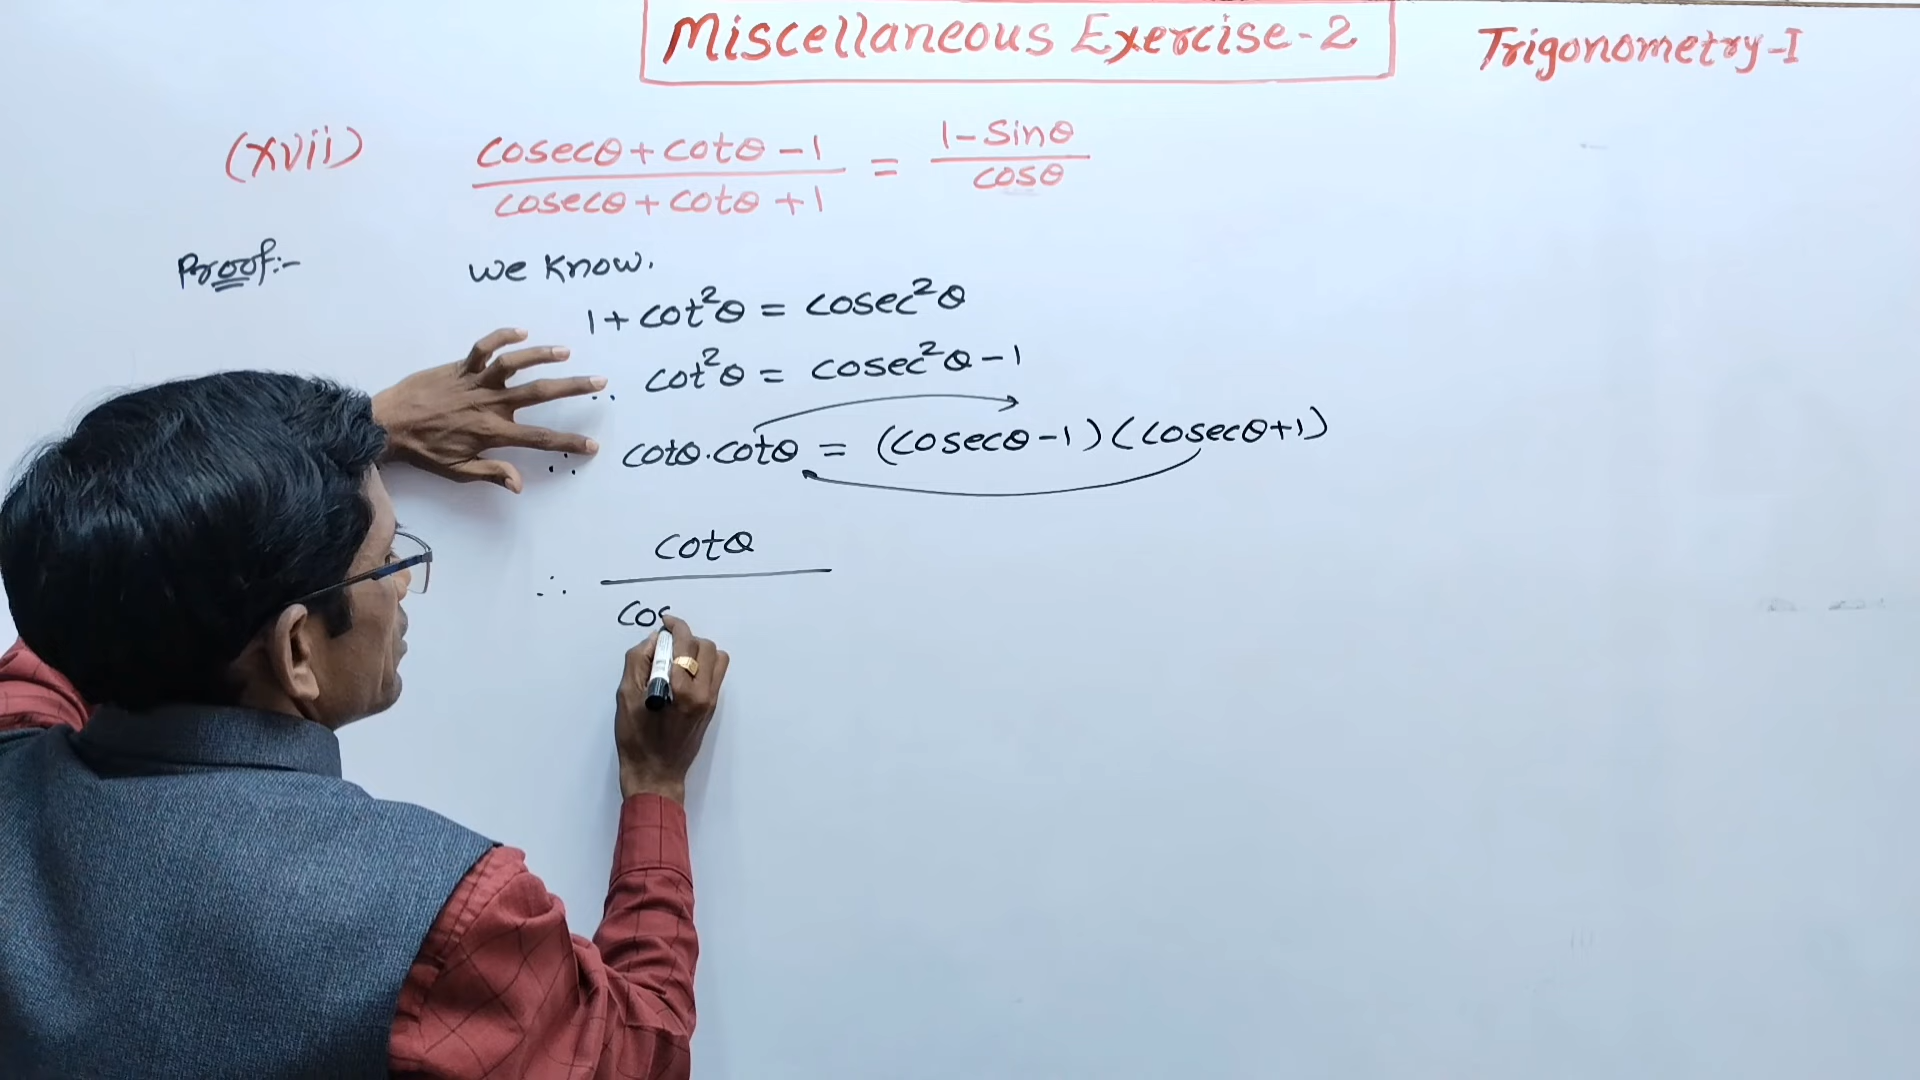 Miscellaneous Exercise-2
Trigonometry-I
(xvii) (cosecθ + cotθ - 1)/(cosecθ + cotθ + 1) = (1 - Sinθ)/cosθ
Proof:- we know.
1 + cot²θ = cosec²θ
∴ cot²θ = cosec²θ - 1
∴ cotθ.cotθ = (cosecθ-1)(cosecθ+1)
∴ cotθ
cos